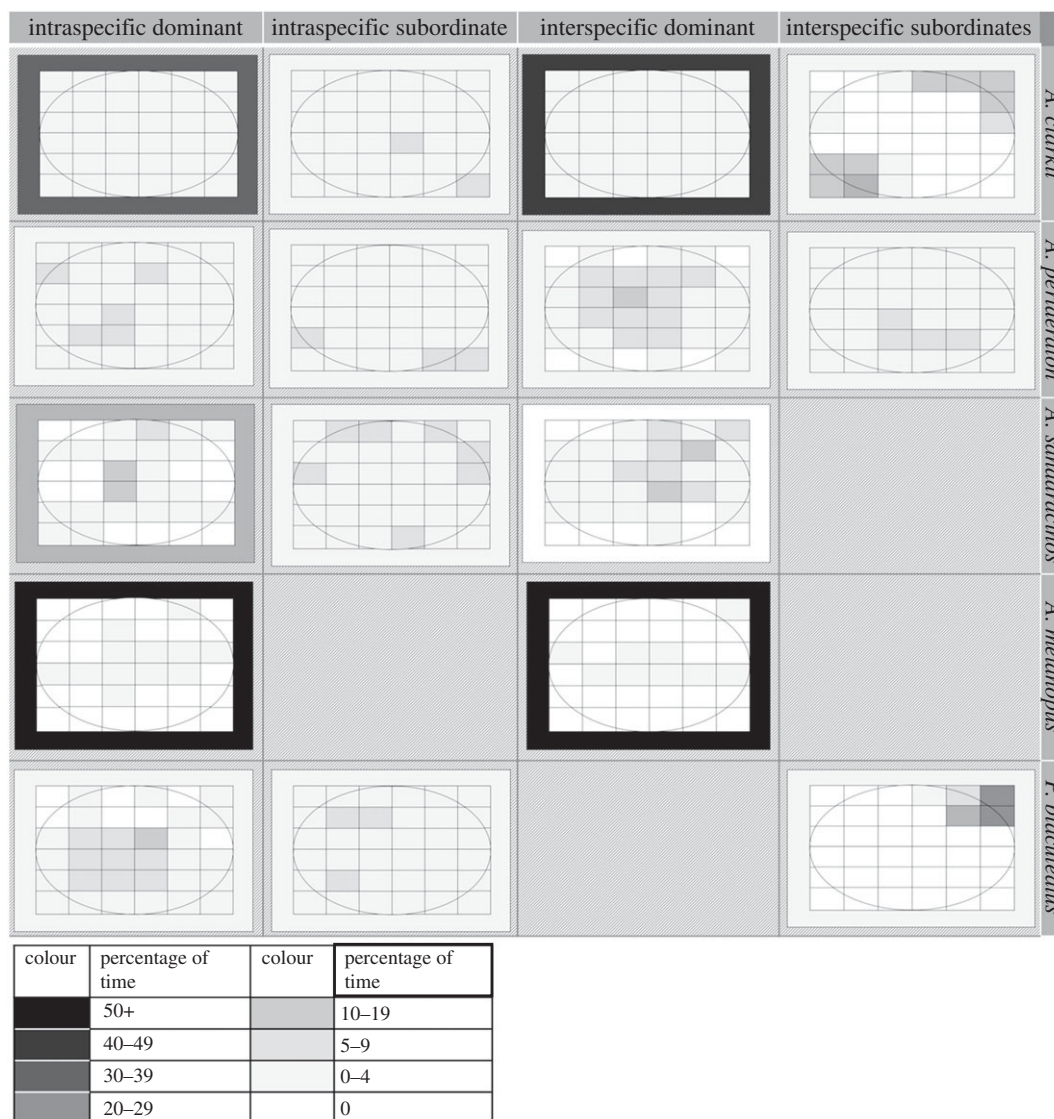 intraspecific dominant intraspecific subordinate interspecific dominant interspecific subordinates
A. clarkii
A. perideraion
A. sandaracinos
A. melanopus
P. biaculeatus
colour percentage of time colour percentage of time
50+ 10–19
40–49 5–9
30–39 0–4
20–29 0